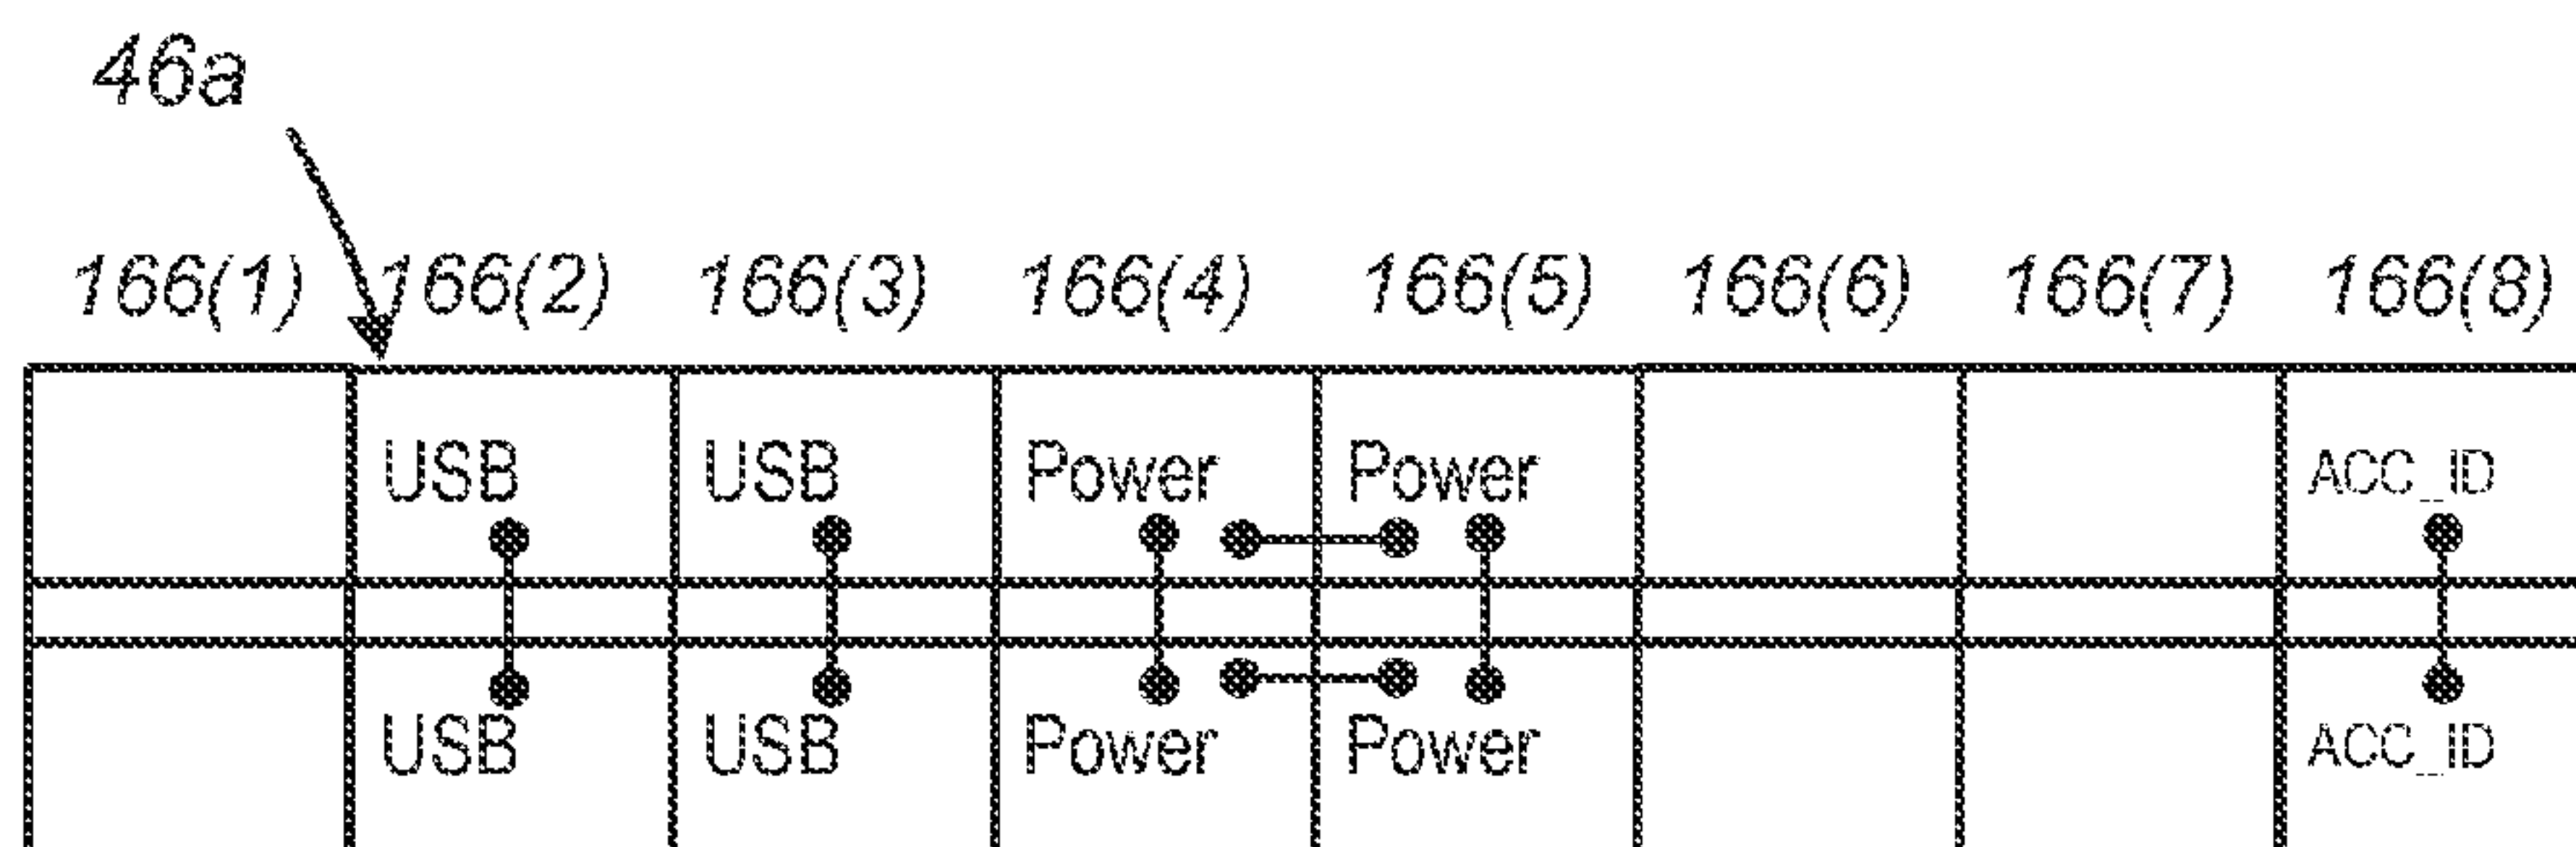 46a
166(1) 166(2) 166(3) 166(4) 166(5) 166(6) 166(7) 166(8)
USB USB Power Power ACC_ID
USB USB Power Power ACC_ID